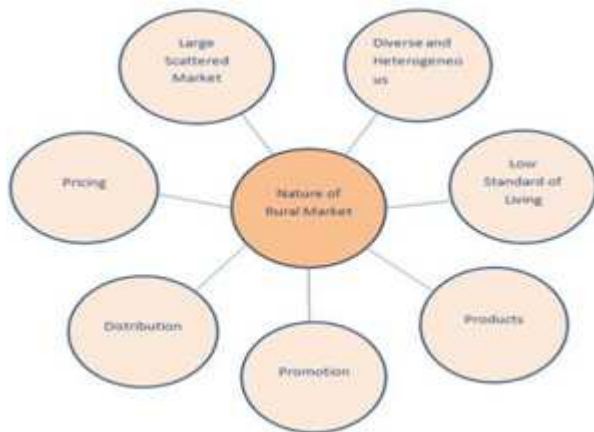 Large
Scattered
Market
Diverse and
Heterogeneo
us
Pricing
Nature of
Rural Market
Low
Standard of
Living
Distribution
Promotion
Products